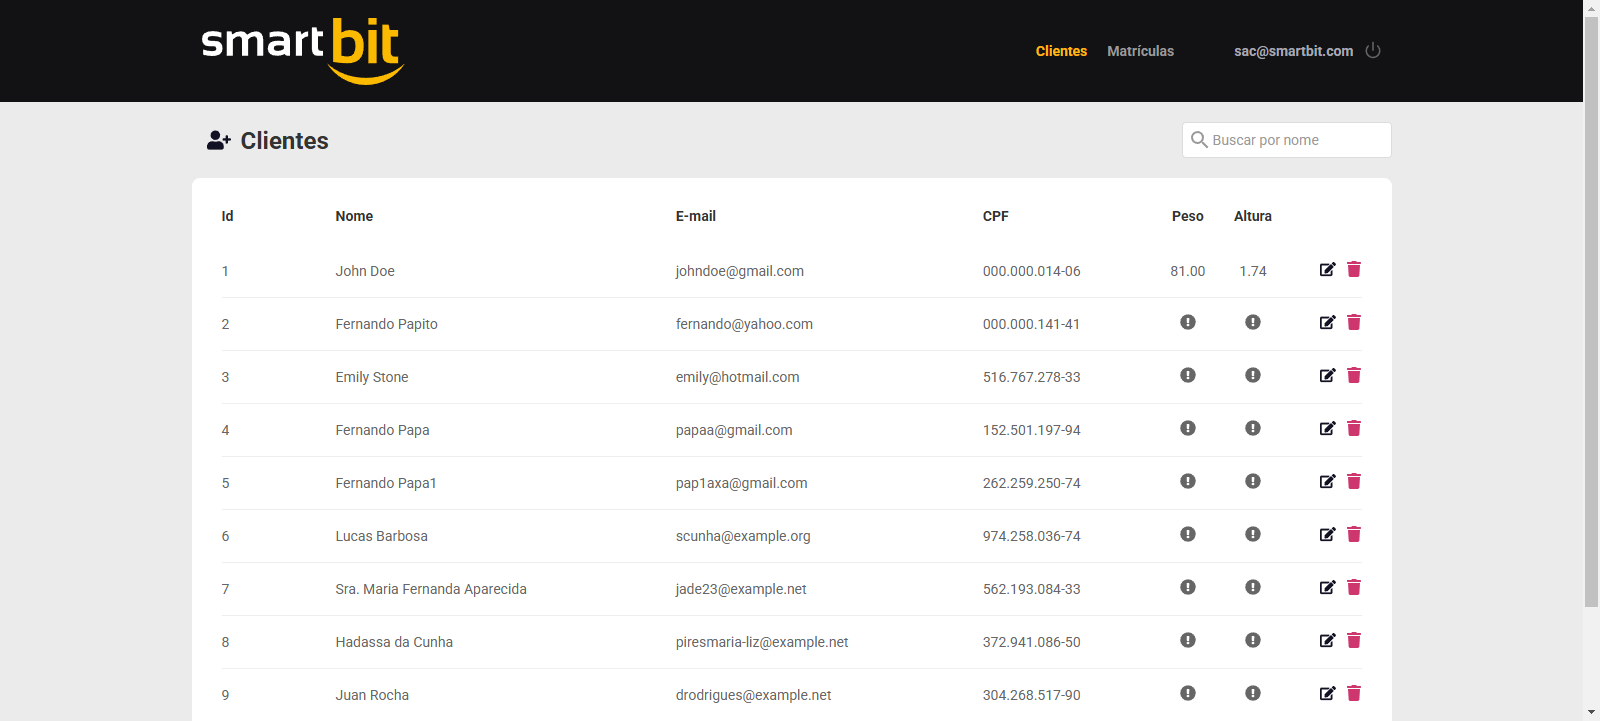 smartbit
Clientes Matrículas sac@smartbit.com
Clientes Buscar por nome
Id Nome E-mail CPF Peso Altura
1 John Doe johndoe@gmail.com 000.000.014-06 81.00 1.74
2 Fernando Papito fernando@yahoo.com 000.000.141-41
3 Emily Stone emily@hotmail.com 516.767.278-33
4 Fernando Papa papaa@gmail.com 152.501.197-94
5 Fernando Papa1 pap1axa@gmail.com 262.259.250-74
6 Lucas Barbosa scunha@example.org 974.258.036-74
7 Sra. Maria Fernanda Aparecida jade23@example.net 562.193.084-33
8 Hadassa da Cunha piresmaria-liz@example.net 372.941.086-50
9 Juan Rocha drodrigues@example.net 304.268.517-90